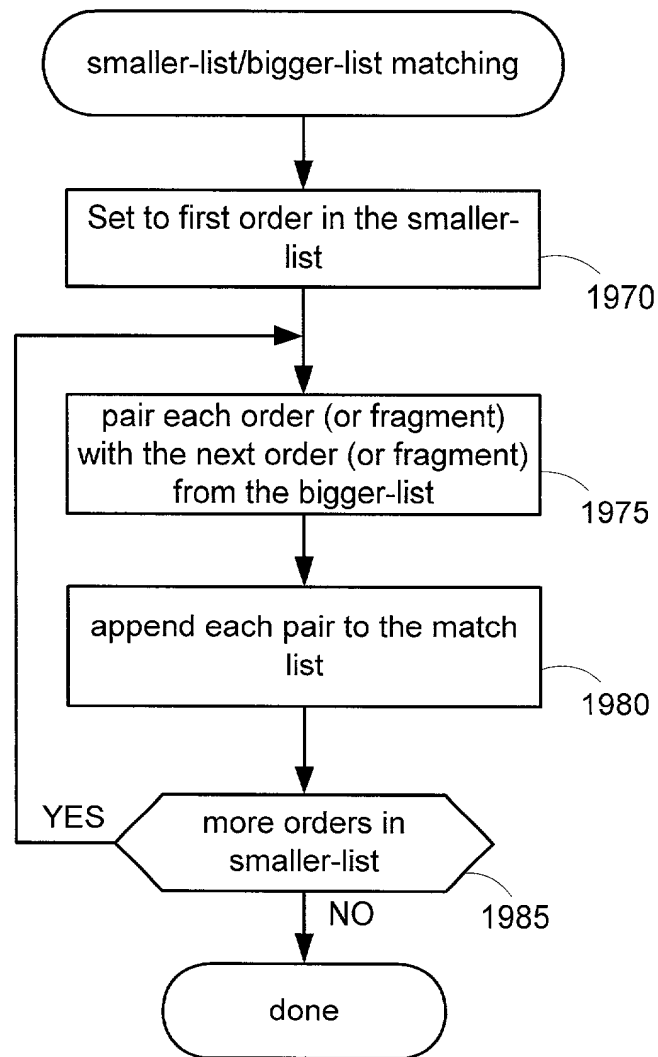 smaller-list/bigger-list matching
Set to first order in the smaller-
list
1970
pair each order (or fragment)
with the next order (or fragment)
from the bigger-list
1975
append each pair to the match
list
1980
YES
more orders in
smaller-list
1985
NO
done